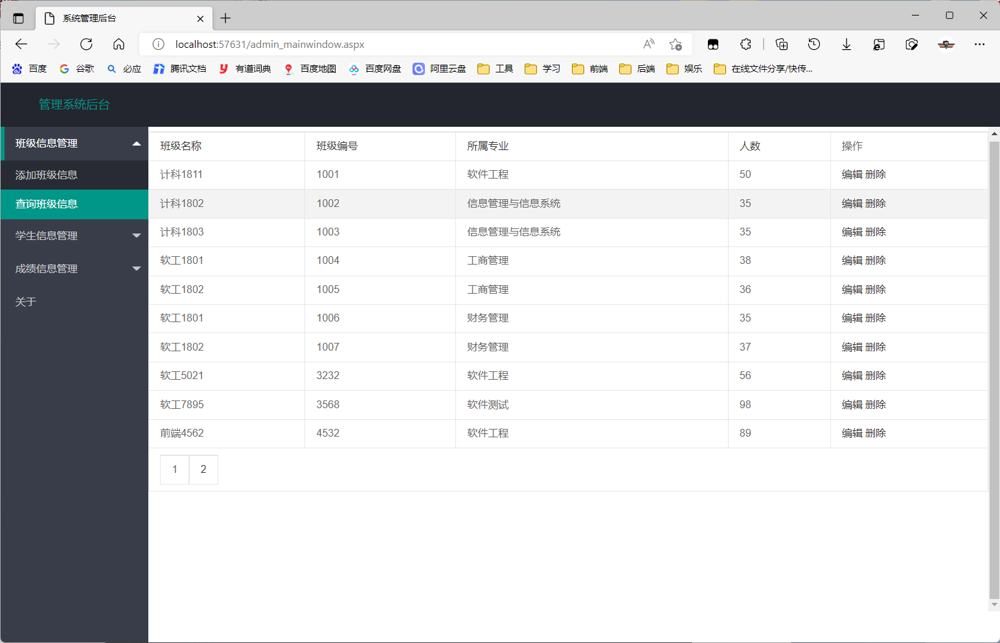 系统管理后台
localhost:57631/admin_mainwindow.aspx
百度 谷歌 必应 腾讯文档 有道词典 百度地图 百度网盘 阿里云盘 工具 学习 前端 后端 娱乐 在线文件分享/快传...
管理系统后台
班级信息管理
添加班级信息
查询班级信息
学生信息管理
成绩信息管理
关于
班级名称 班级编号 所属专业 人数 操作
计科1811 1001 软件工程 50 编辑 删除
计科1802 1002 信息管理与信息系统 35 编辑 删除
计科1803 1003 信息管理与信息系统 35 编辑 删除
软工1801 1004 工商管理 38 编辑 删除
软工1802 1005 工商管理 36 编辑 删除
软工1801 1006 财务管理 35 编辑 删除
软工1802 1007 财务管理 37 编辑 删除
软工5021 3232 软件工程 56 编辑 删除
软工7895 3568 软件测试 98 编辑 删除
前端4562 4532 软件工程 89 编辑 删除
1 2